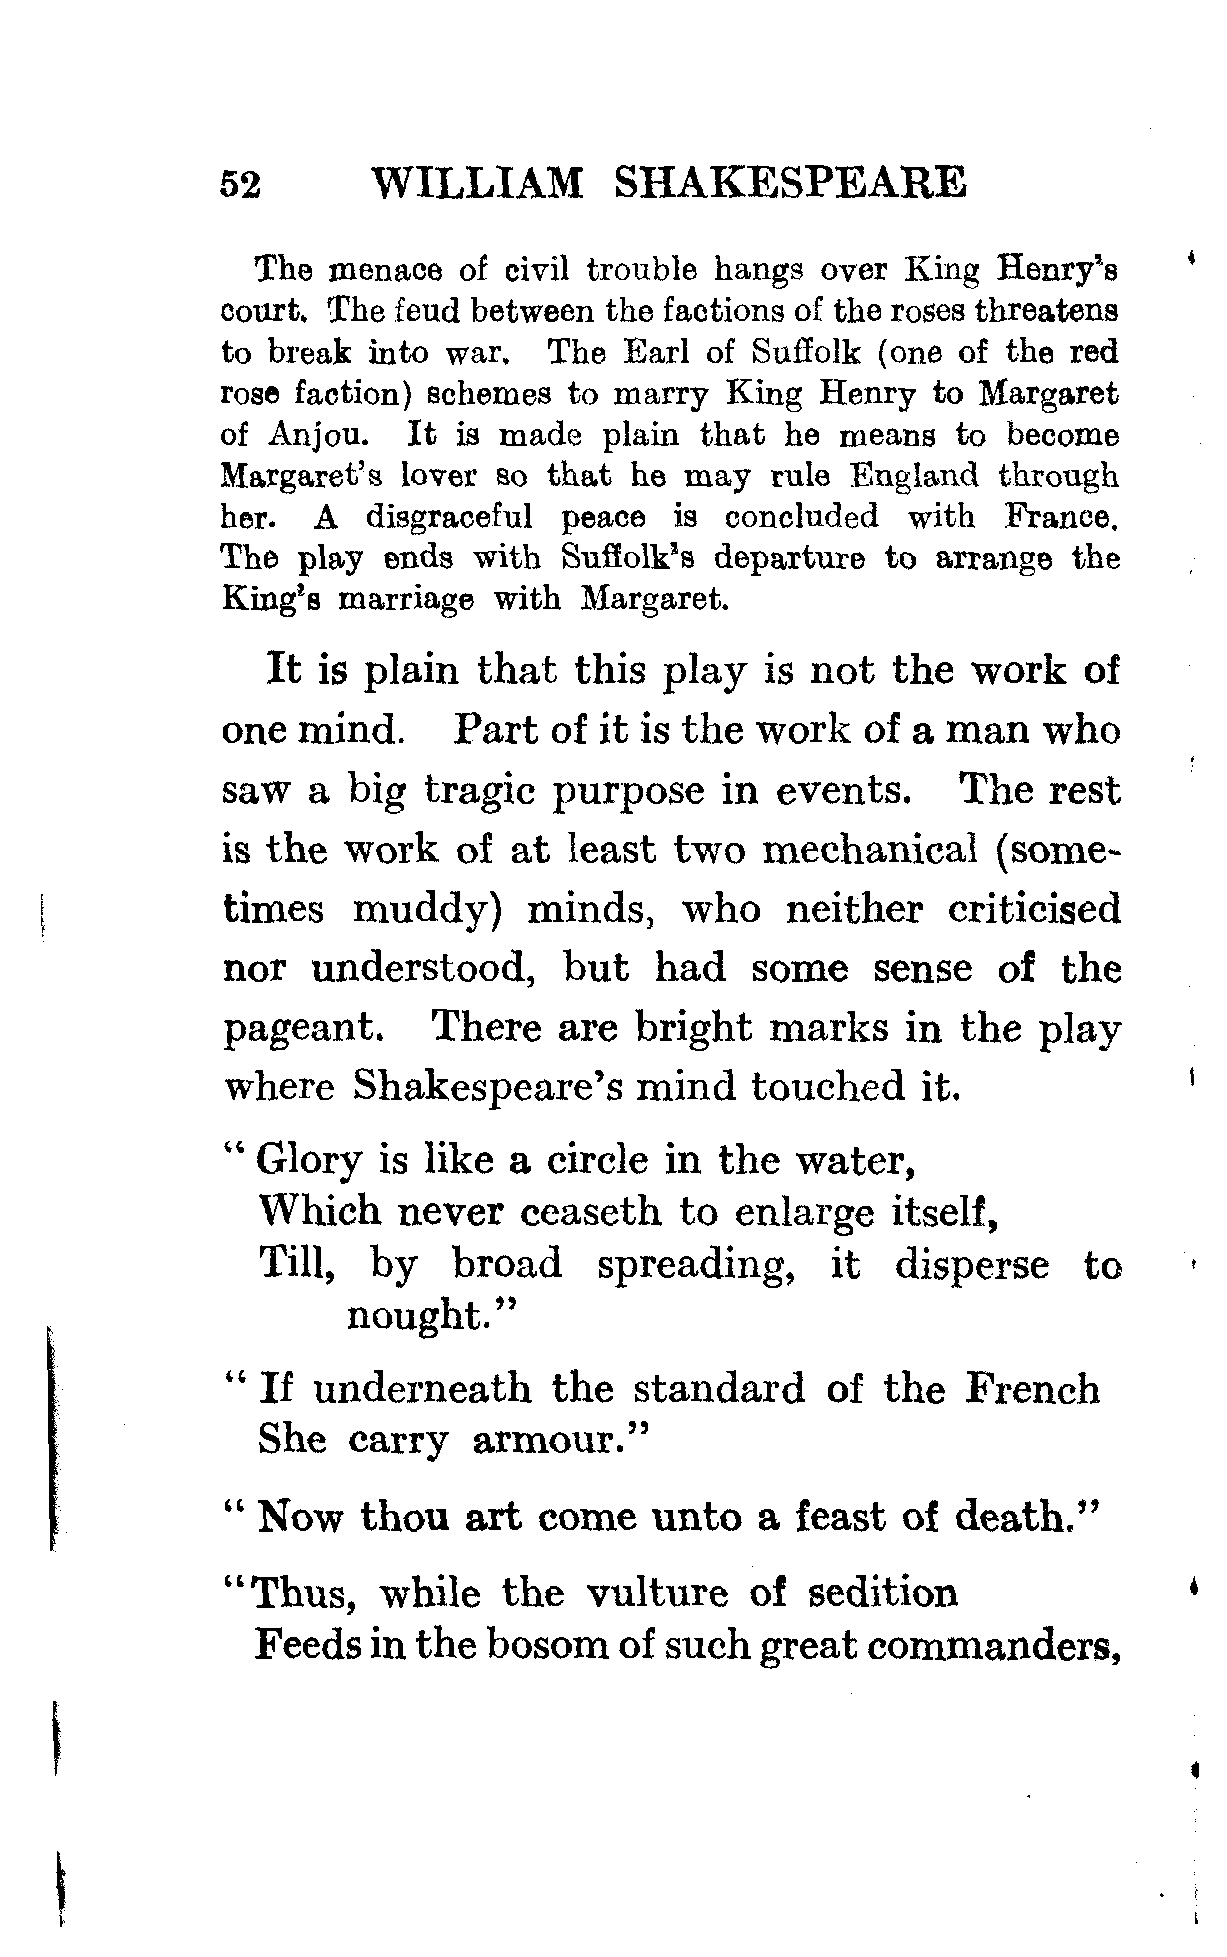 52 WILLIAM SHAKESPEARE
The menace of civil trouble hangs over King Henry's
court. The feud between the factions of the roses threatens
to break into war. The Earl of Suffolk (one of the red
rose faction) schemes to marry King Henry to Margaret
of Anjou. It is made plain that he means to become
Margaret's lover so that he may rule England through
her. A disgraceful peace is concluded with France.
The play ends with Suffolk's departure to arrange the
King's marriage with Margaret.
It is plain that this play is not the work of
one mind. Part of it is the work of a man who
saw a big tragic purpose in events. The rest
is the work of at least two mechanical (some-
times muddy) minds, who neither criticised
nor understood, but had some sense of the
pageant. There are bright marks in the play
where Shakespeare's mind touched it.
“ Glory is like a circle in the water,
Which never ceaseth to enlarge itself,
Till, by broad spreading, it disperse to
nought.”
“ If underneath the standard of the French
She carry armour.”
“ Now thou art come unto a feast of death.”
“Thus, while the vulture of sedition
Feeds in the bosom of such great commanders,